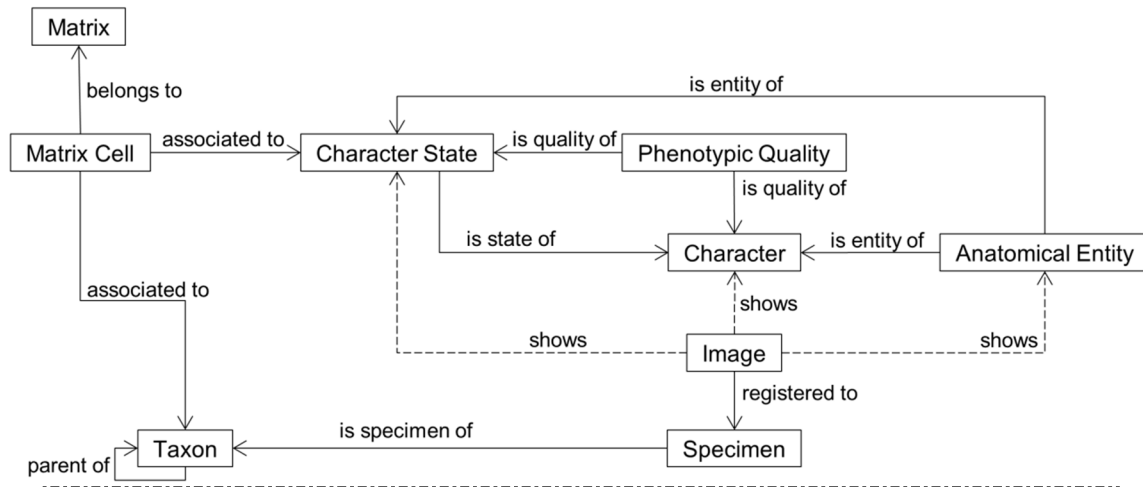 Matrix
belongs to
is entity of
Matrix Cell
associated to
Character State
is quality of
Phenotypic Quality
is quality of
is state of
Character
is entity of
Anatomical Entity
associated to
shows
shows
Image
shows
registered to
Taxon
is specimen of
Specimen
parent of